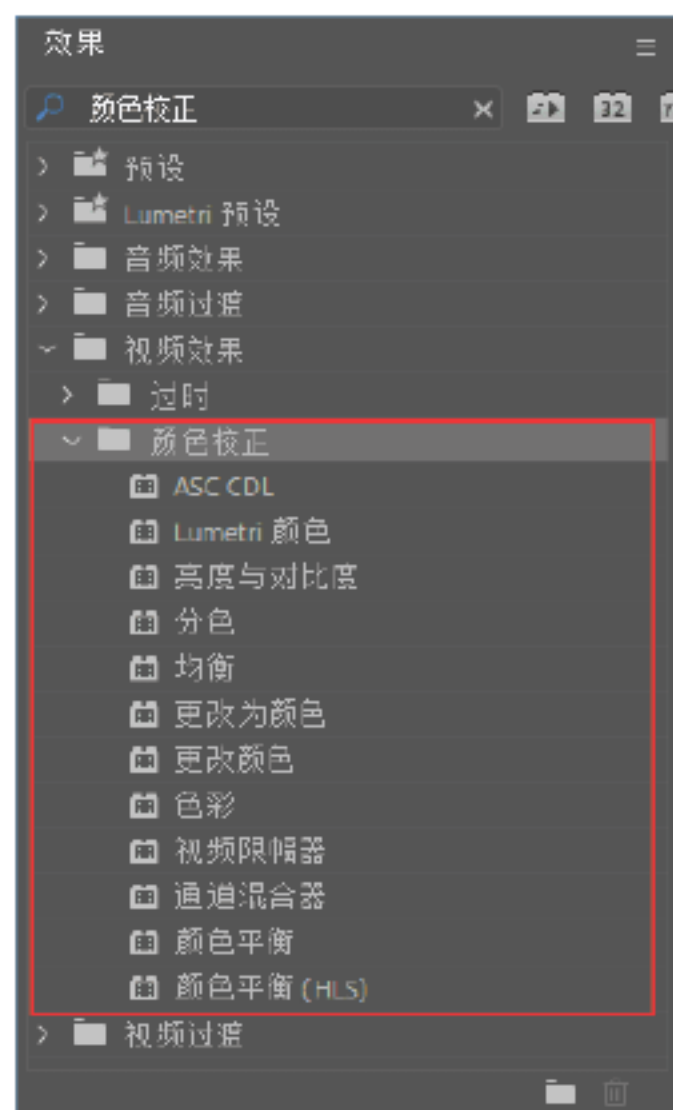 效果
颜色校正
32
预设
Lumetri 预设
音频效果
音频过渡
视频效果
过时
颜色校正
ASC CDL
Lumetri 颜色
亮度与对比度
分色
均衡
更改为颜色
更改颜色
色彩
视频限幅器
通道混合器
颜色平衡
颜色平衡 (HLS)
视频过渡